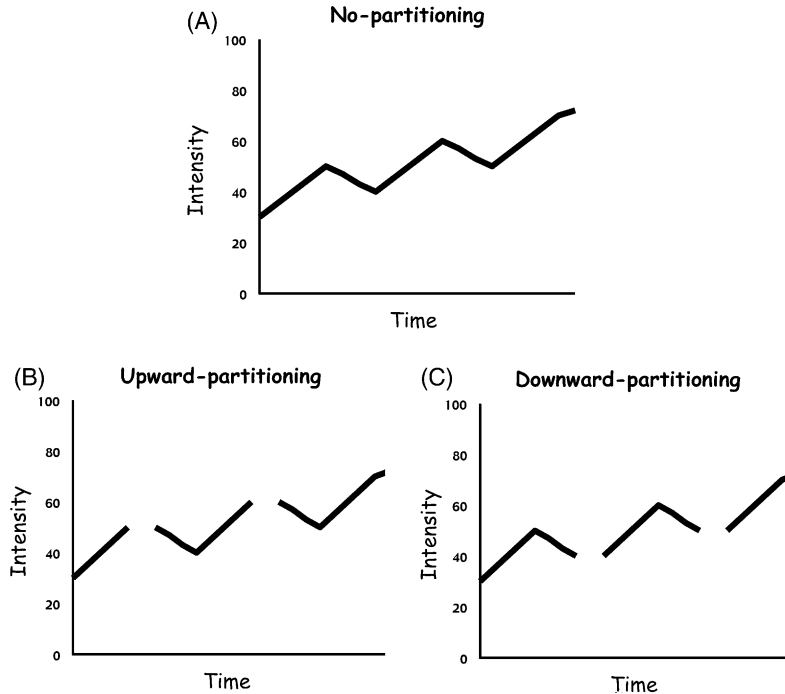 (A)
No-partitioning
100
80
60
40
20
0
Intensity
Time
(B)
Upward-partitioning
100
80
60
40
20
0
Intensity
Time
(C)
Downward-partitioning
100
80
60
40
20
0
Intensity
Time